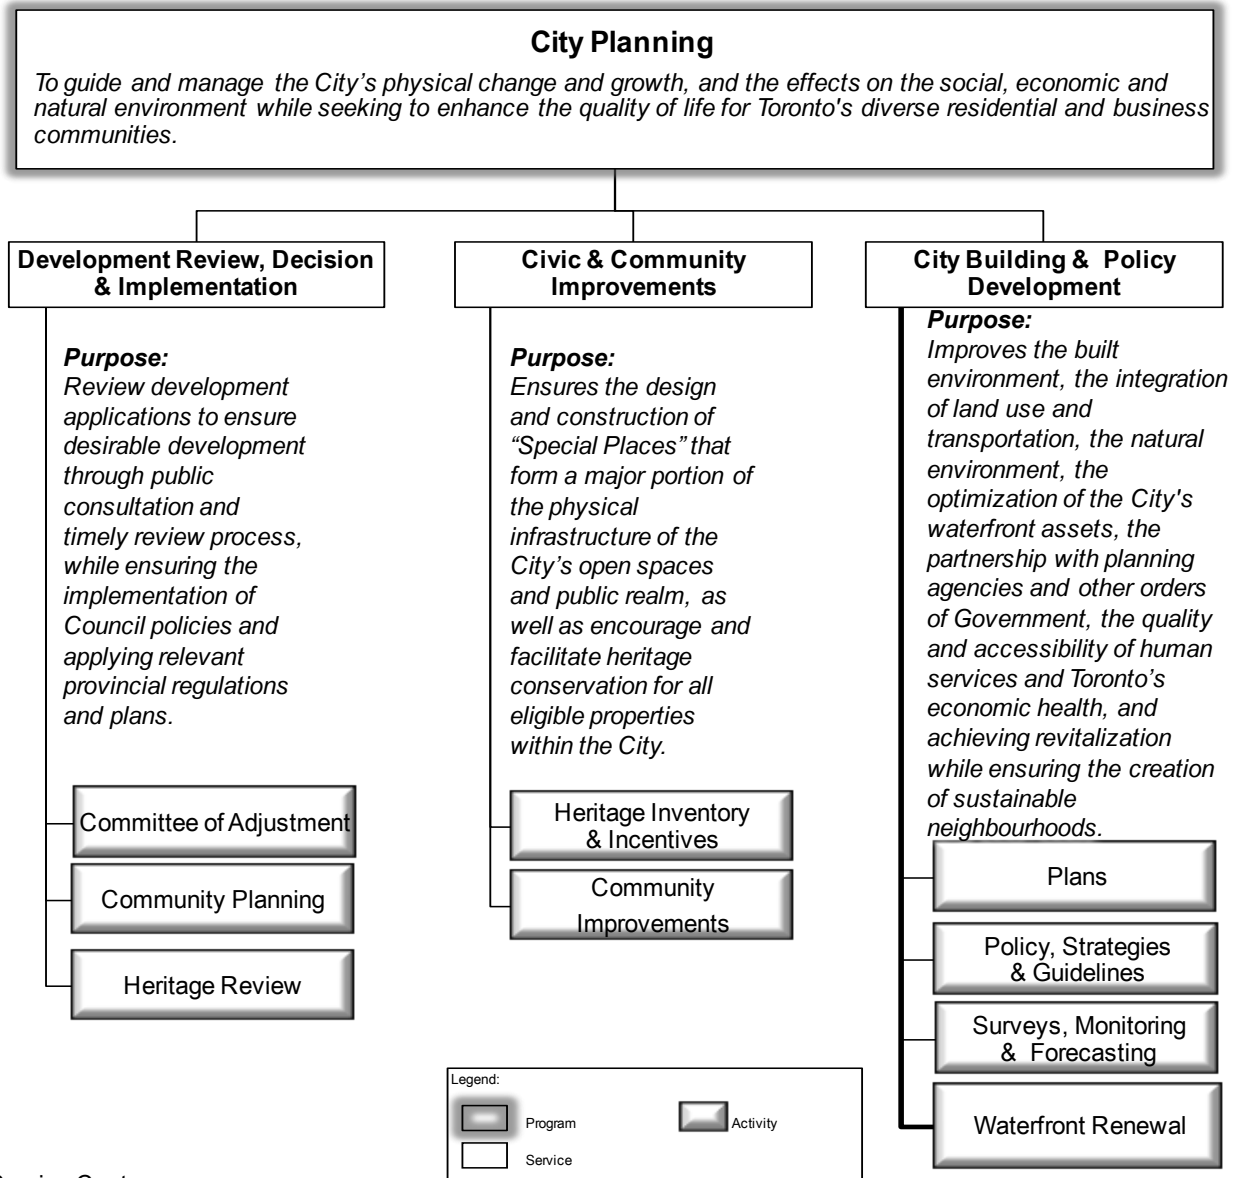 City Planning
To guide and manage the City's physical change and growth, and the effects on the social, economic and
natural environment while seeking to enhance the quality of life for Toronto's diverse residential and business
communities.
Development Review, Decision
& Implementation
Purpose:
Review development
applications to ensure
desirable development
through public
consultation and
timely review process,
while ensuring the
implementation of
Council policies and
applying relevant
provincial regulations
and plans.
Committee of Adjustment
Community Planning
Heritage Review
Civic & Community
Improvements
Purpose:
Ensures the design
and construction of
“Special Places” that
form a major portion of
the physical
infrastructure of the
City’s open spaces
and public realm, as
well as encourage and
facilitate heritage
conservation for all
eligible properties
within the City.
Heritage Inventory
& Incentives
Community
Improvements
City Building & Policy
Development
Purpose:
Improves the built
environment, the integration
of land use and
transportation, the natural
environment, the
optimization of the City's
waterfront assets, the
partnership with planning
agencies and other orders
of Government, the quality
and accessibility of human
services and Toronto’s
economic health, and
achieving revitalization
while ensuring the creation
of sustainable
neighbourhoods.
Plans
Policy, Strategies
& Guidelines
Surveys, Monitoring
& Forecasting
Waterfront Renewal
Legend:
Program
Activity
Service